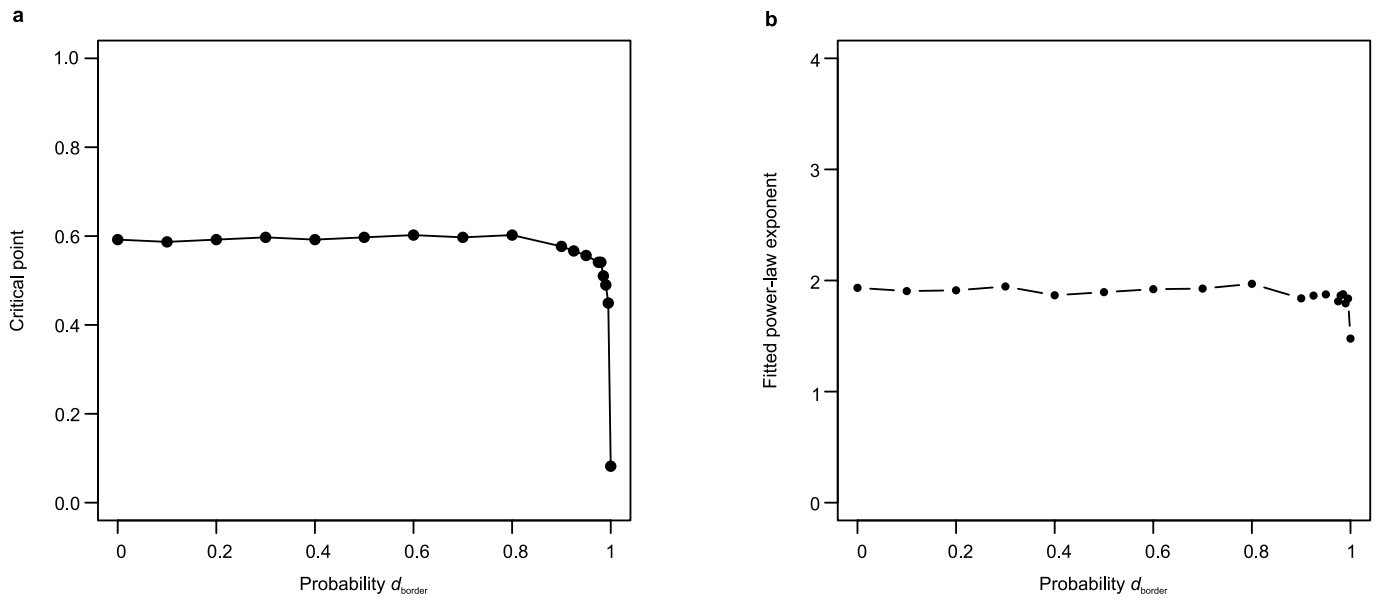 a
1.0
0.8
0.6
0.4
0.2
0.0
Critical point
0 0.2 0.4 0.6 0.8 1
Probability d_border
b
4
3
2
1
0
Fitted power-law exponent
0 0.2 0.4 0.6 0.8 1
Probability d_border